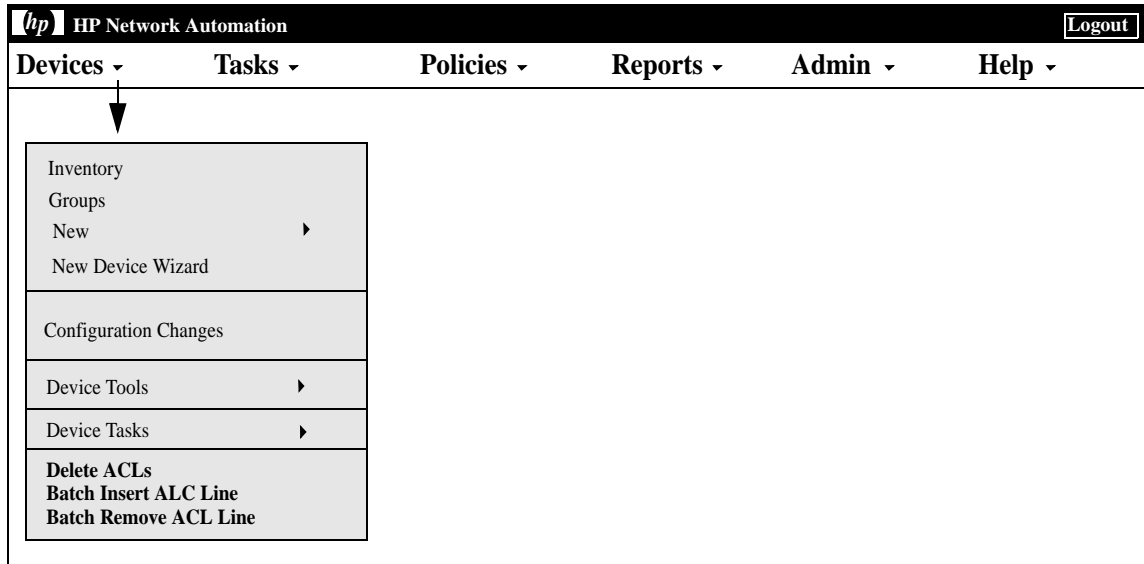 hp HP Network Automation Logout
Devices Tasks Policies Reports Admin Help
Inventory
Groups
New
New Device Wizard
Configuration Changes
Device Tools
Device Tasks
Delete ACLs
Batch Insert ALC Line
Batch Remove ACL Line